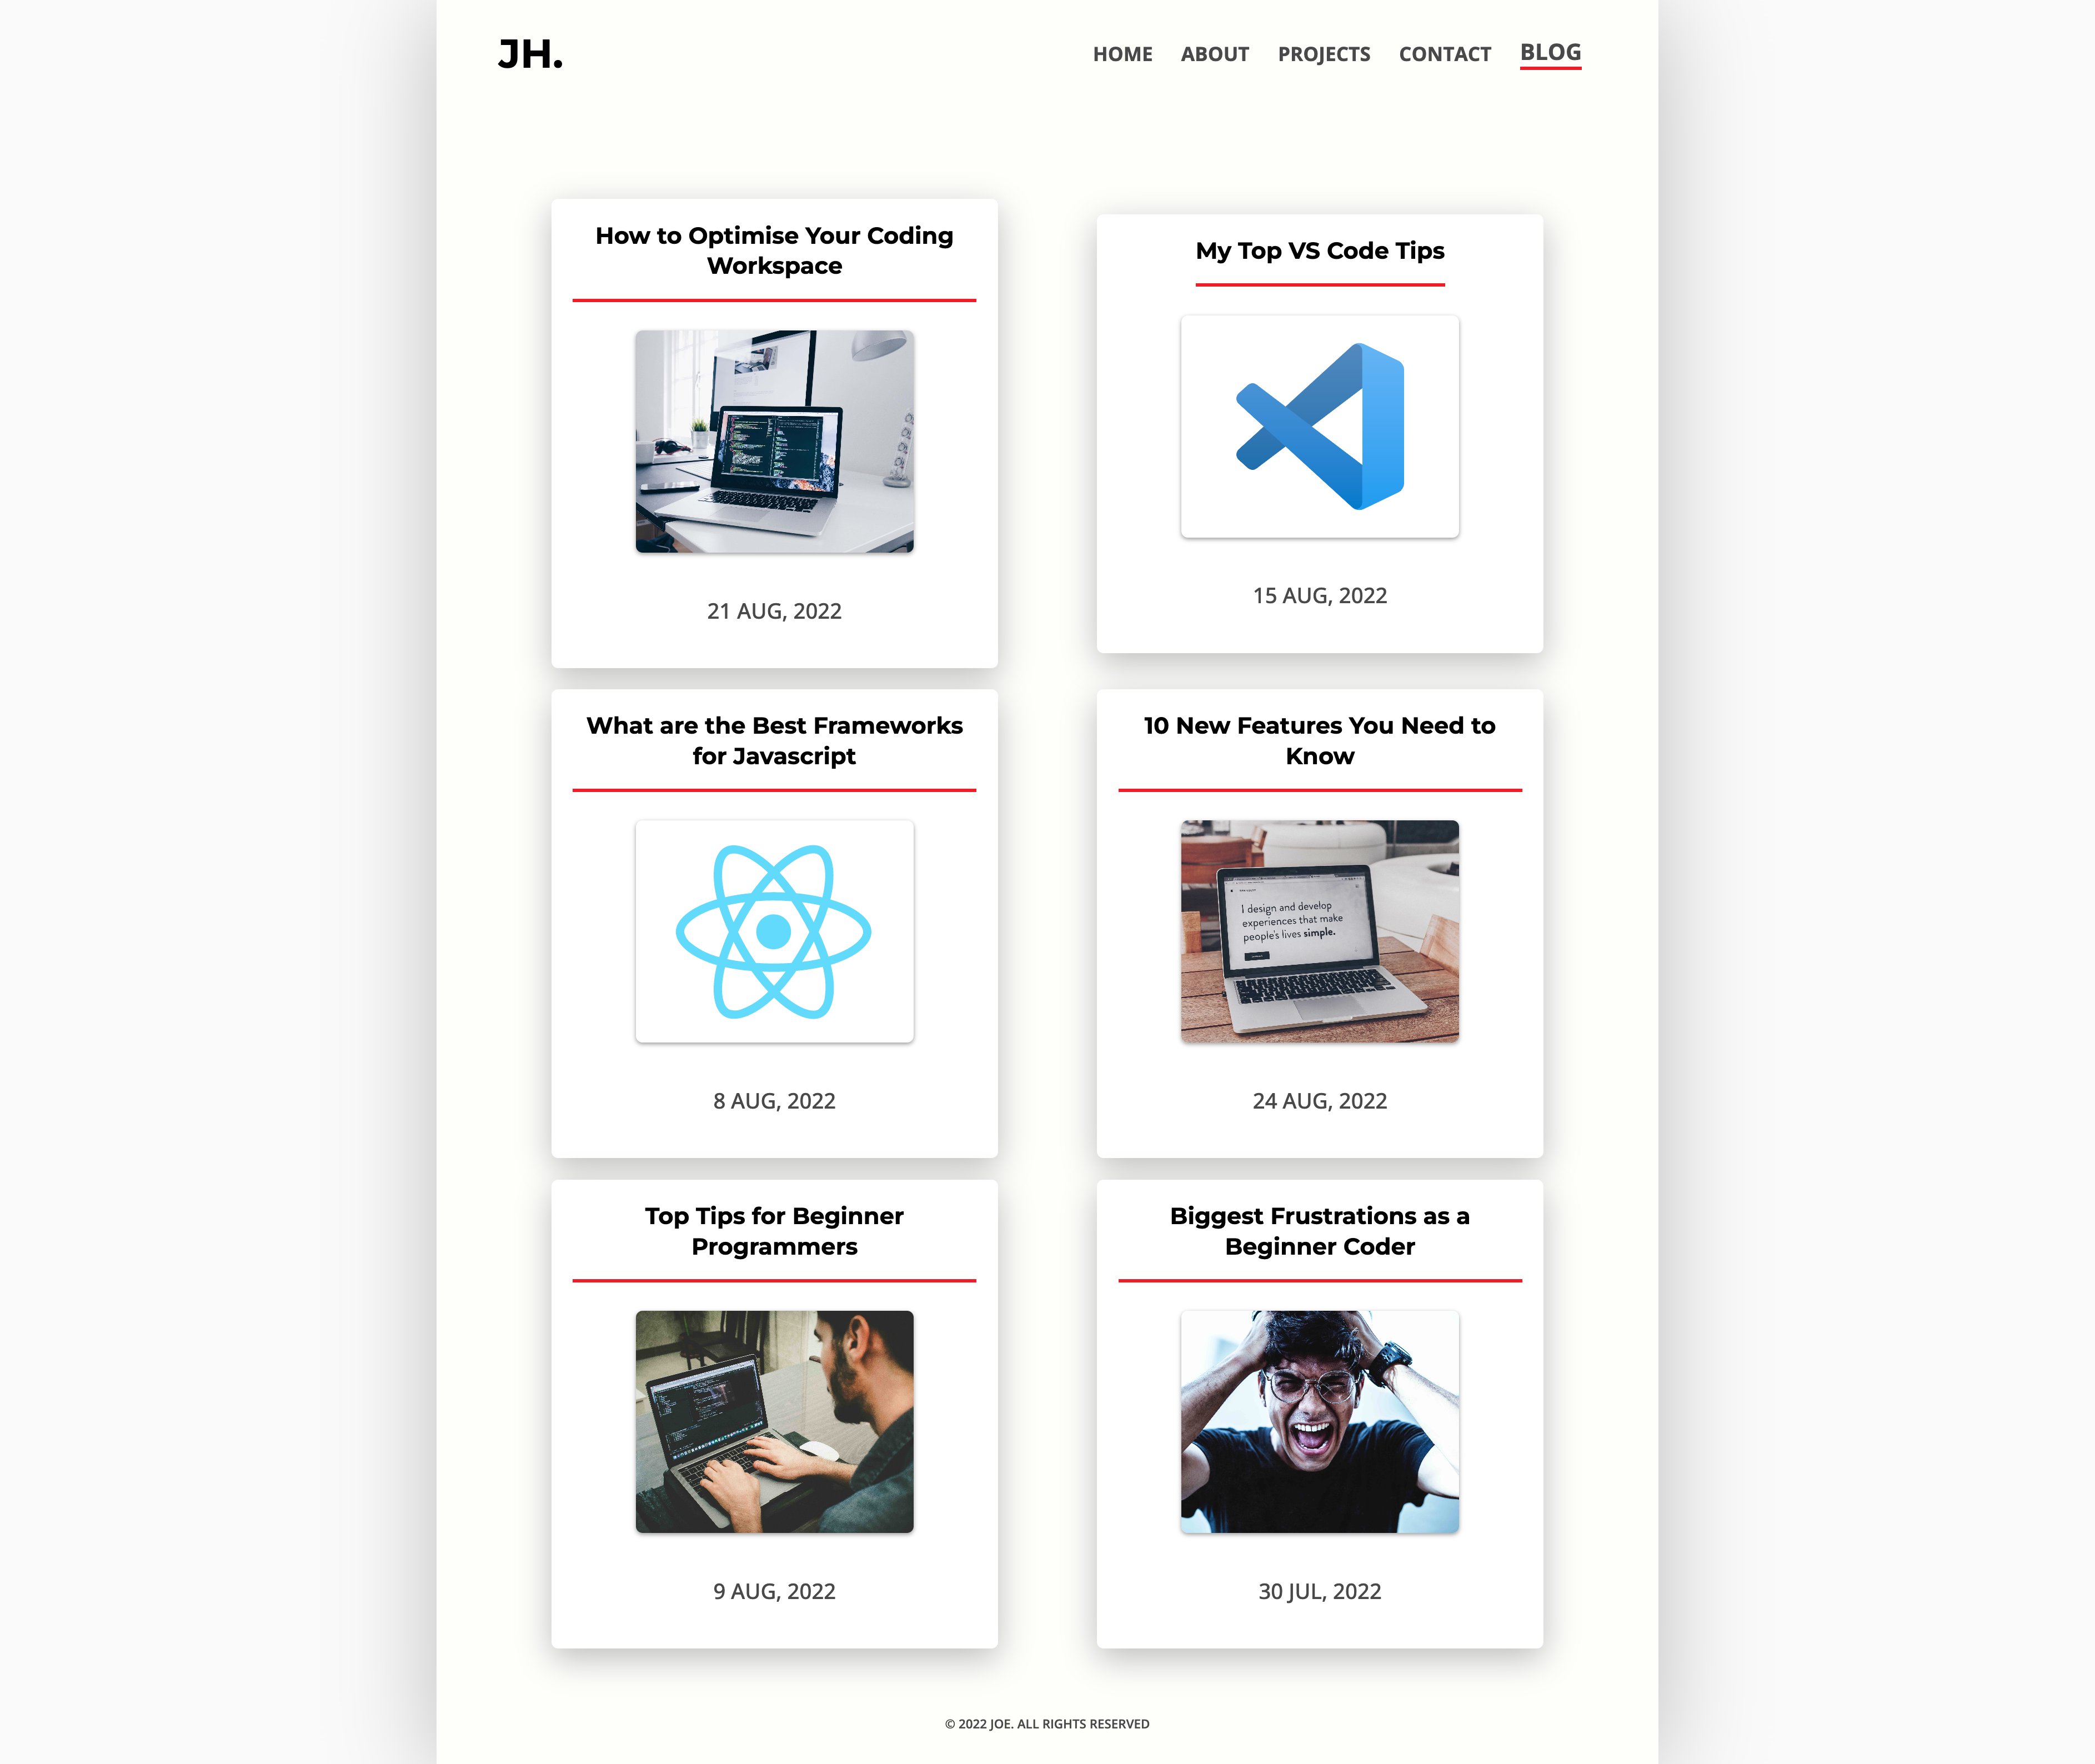 JH.
HOME ABOUT PROJECTS CONTACT BLOG
How to Optimise Your Coding
Workspace
21 AUG, 2022
My Top VS Code Tips
15 AUG, 2022
What are the Best Frameworks
for Javascript
8 AUG, 2022
10 New Features You Need to
Know
I design and develop
experiences that make
people's lives simple.
24 AUG, 2022
Top Tips for Beginner
Programmers
9 AUG, 2022
Biggest Frustrations as a
Beginner Coder
30 JUL, 2022
© 2022 JOE. ALL RIGHTS RESERVED